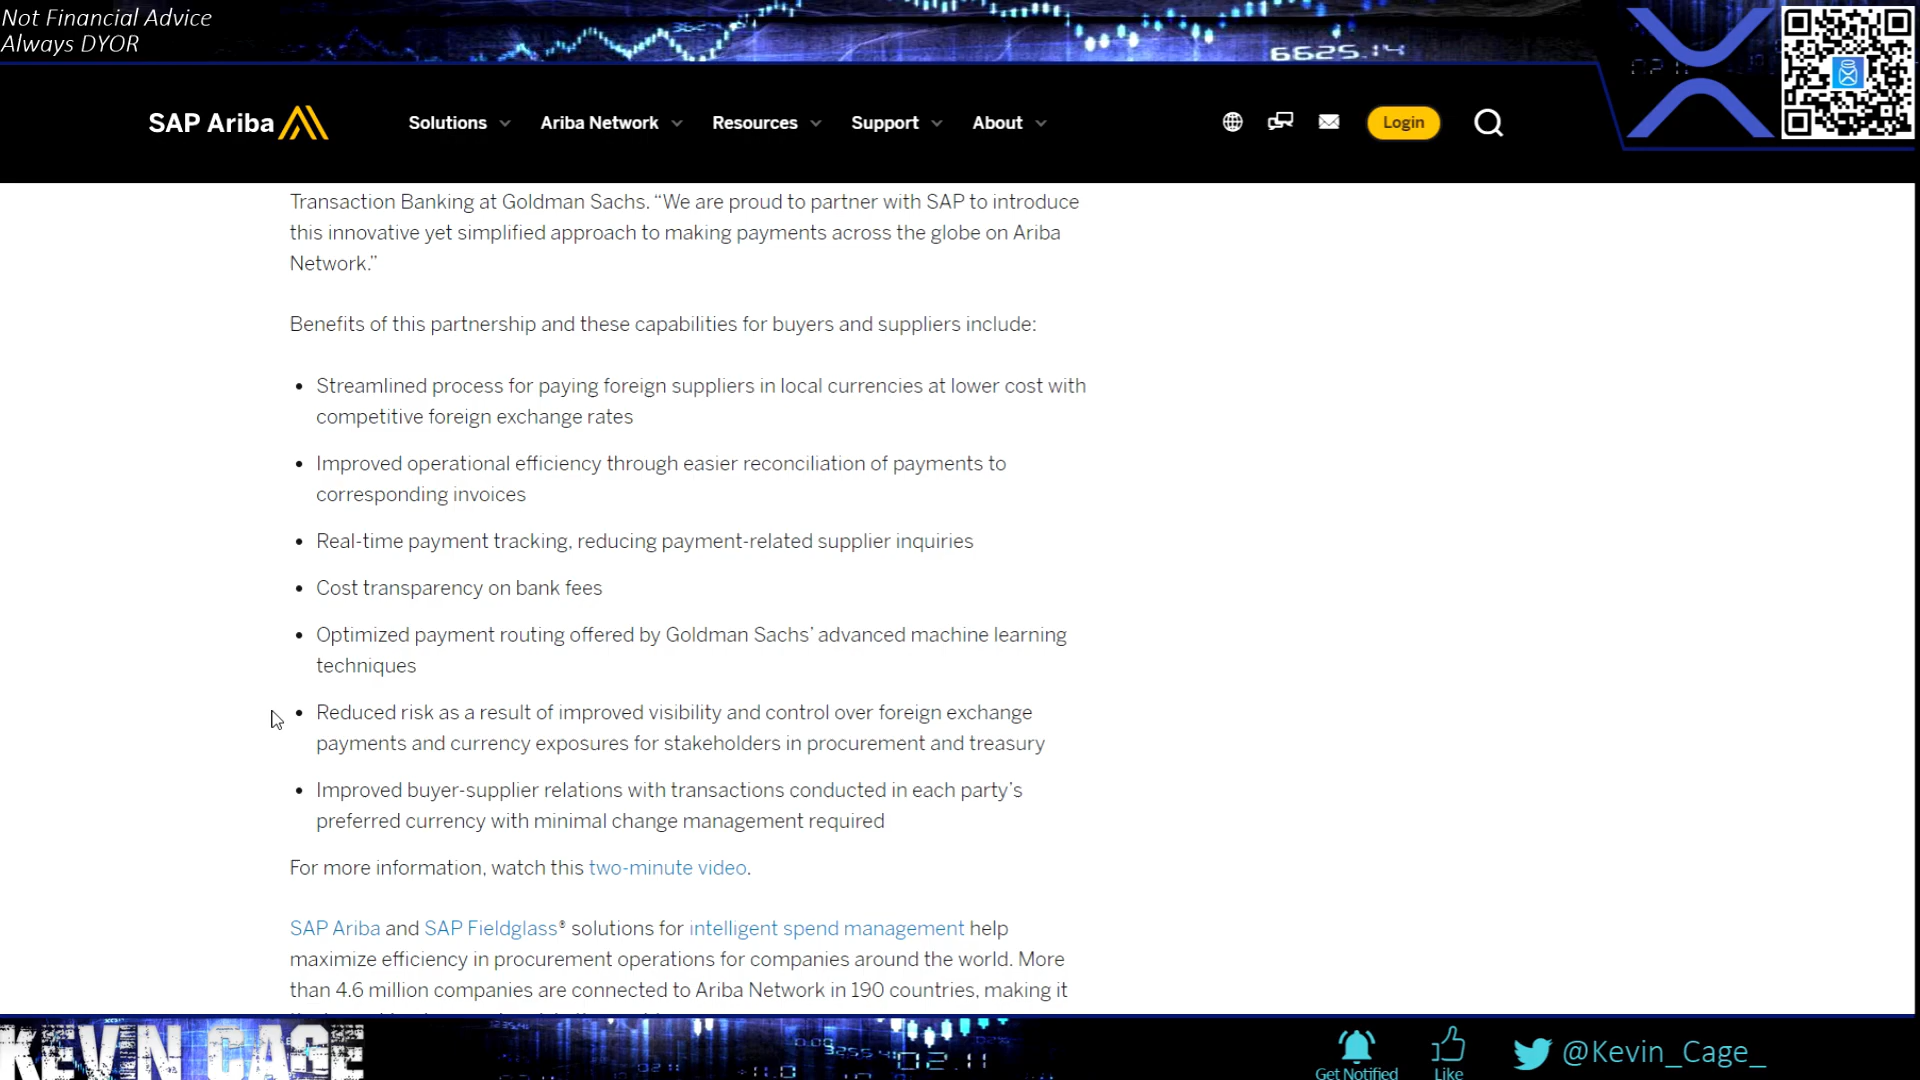 Not Financial Advice
Always DYOR
6625.14
SAP Ariba
Solutions
Ariba Network
Resources
Support
About
Login
Transaction Banking at Goldman Sachs. “We are proud to partner with SAP to introduce
this innovative yet simplified approach to making payments across the globe on Ariba
Network.”
Benefits of this partnership and these capabilities for buyers and suppliers include:
• Streamlined process for paying foreign suppliers in local currencies at lower cost with
competitive foreign exchange rates
• Improved operational efficiency through easier reconciliation of payments to
corresponding invoices
• Real-time payment tracking, reducing payment-related supplier inquiries
• Cost transparency on bank fees
• Optimized payment routing offered by Goldman Sachs’ advanced machine learning
techniques
• Reduced risk as a result of improved visibility and control over foreign exchange
payments and currency exposures for stakeholders in procurement and treasury
• Improved buyer-supplier relations with transactions conducted in each party’s
preferred currency with minimal change management required
For more information, watch this two-minute video.
SAP Ariba and SAP Fieldglass® solutions for intelligent spend management help
maximize efficiency in procurement operations for companies around the world. More
than 4.6 million companies are connected to Ariba Network in 190 countries, making it
KEVIN CAGE
02.11
Get Notified
Like
@Kevin_Cage_